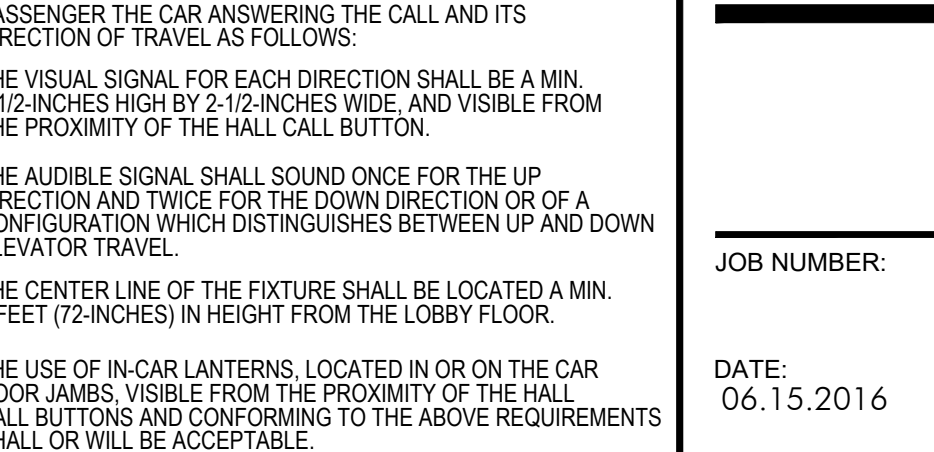 ASSENGER THE CAR ANSWERING THE CALL AND ITS
RECTION OF TRAVEL AS FOLLOWS:
HE VISUAL SIGNAL FOR EACH DIRECTION SHALL BE A MIN.
1/2-INCHES HIGH BY 2-1/2-INCHES WIDE, AND VISIBLE FROM
HE PROXIMITY OF THE HALL CALL BUTTON.
HE AUDIBLE SIGNAL SHALL SOUND ONCE FOR THE UP
RECTION AND TWICE FOR THE DOWN DIRECTION OR OF A
ONFIGURATION WHICH DISTINGUISHES BETWEEN UP AND DOWN
LEVATOR TRAVEL.
HE CENTER LINE OF THE FIXTURE SHALL BE LOCATED A MIN.
FEET (72-INCHES) IN HEIGHT FROM THE LOBBY FLOOR.
HE USE OF IN-CAR LANTERNS, LOCATED IN OR ON THE CAR
OOR JAMBS, VISIBLE FROM THE PROXIMITY OF THE HALL
ALL BUTTONS AND CONFORMING TO THE ABOVE REQUIREMENTS
HALL OR WILL BE ACCEPTABLE.
JOB NUMBER:
DATE:
06.15.2016